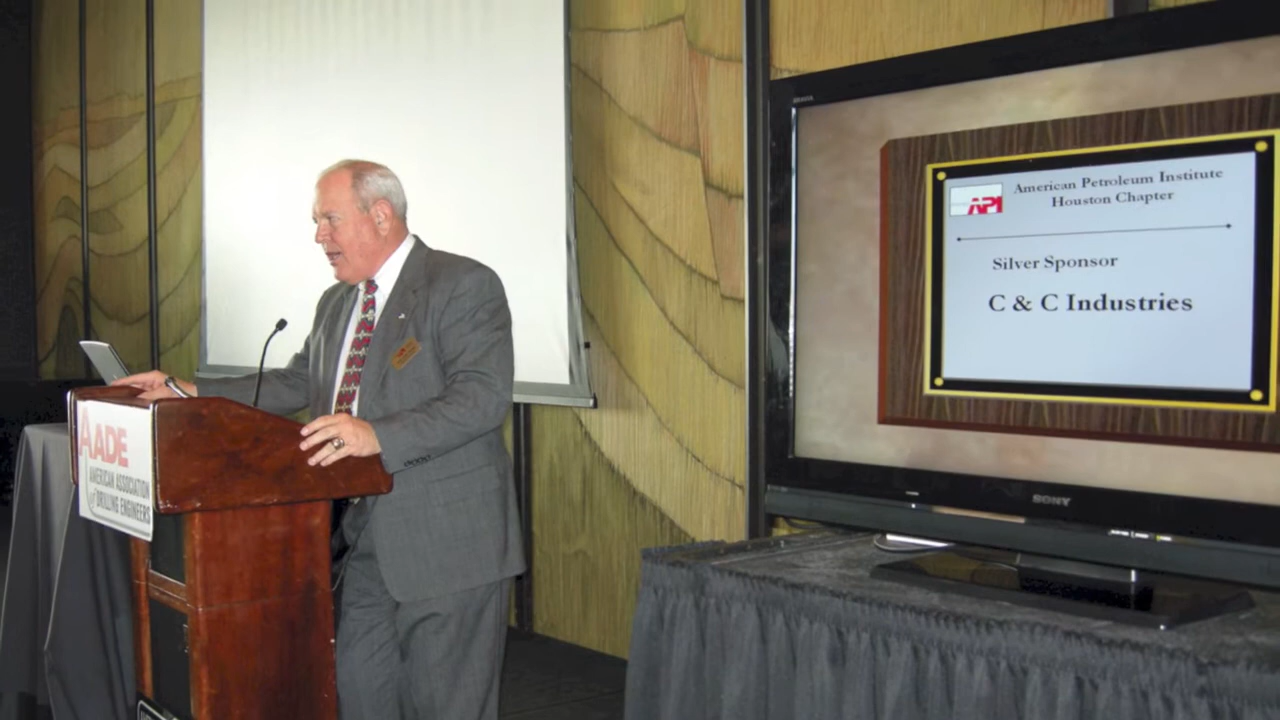 AADE
AMERICAN ASSOCIATION
of DRILLING ENGINEERS
API
American Petroleum Institute
Houston Chapter
Silver Sponsor
C & C Industries
SONY